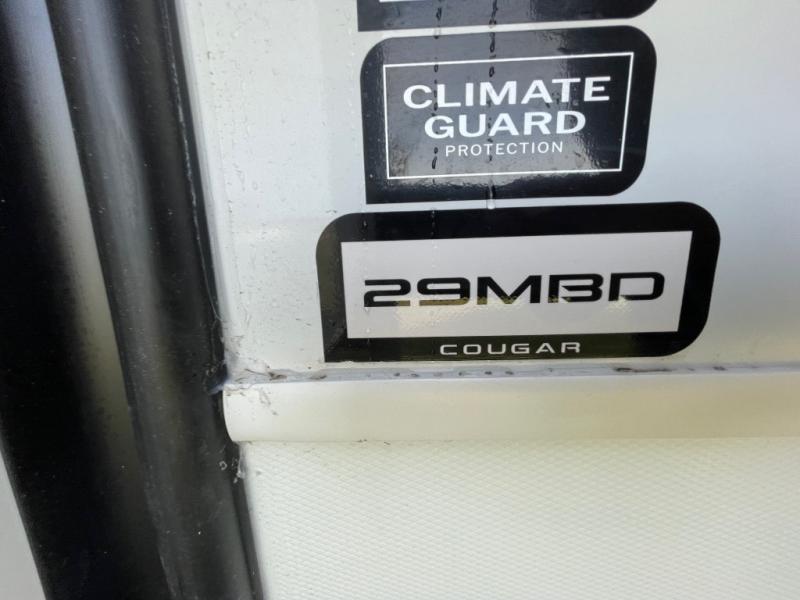 CLIMATE
GUARD
PROTECTION
29MBD
COUGAR